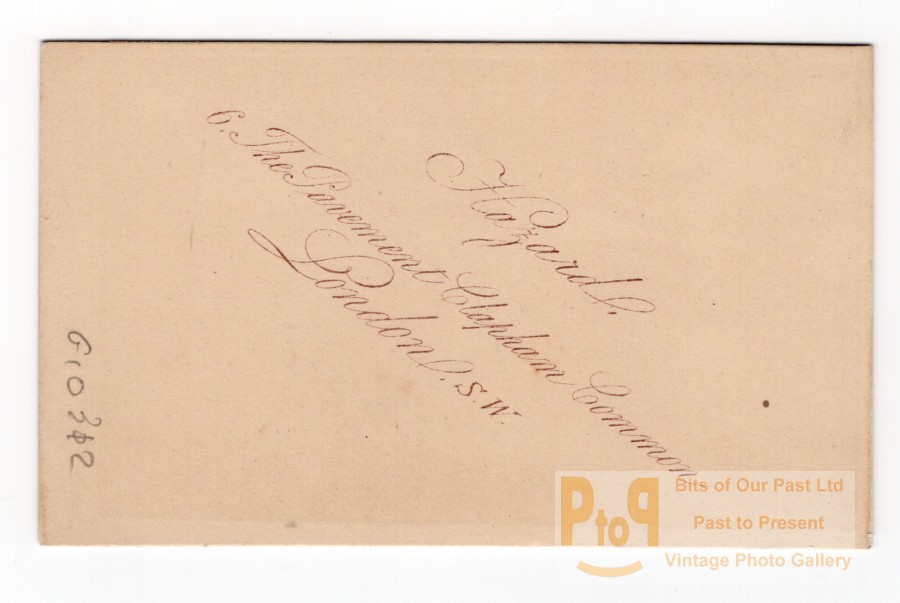 Hazard.
6. The Pavement Clapham Common
London. S.W.
PtoP
Bits of Our Past Ltd
Past to Present
Vintage Photo Gallery